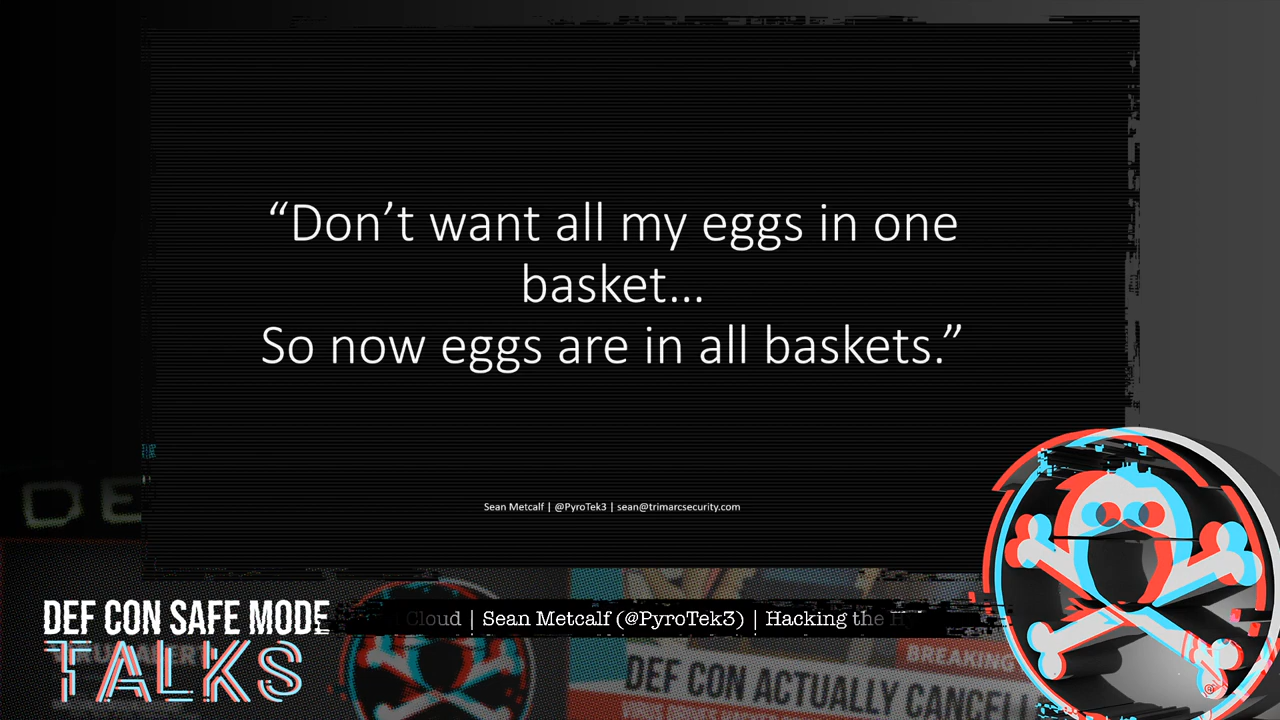 “Don’t want all my eggs in one
basket...
So now eggs are in all baskets.”
Sean Metcalf | @PyroTek3 | sean@trimarcsecurity.com
DEF CON SAFE MODE
TALKS
Cloud | Sean Metcalf (@PyroTek3) | Hacking the H
BREAKING
DEF CON ACTUALLY CANCELL